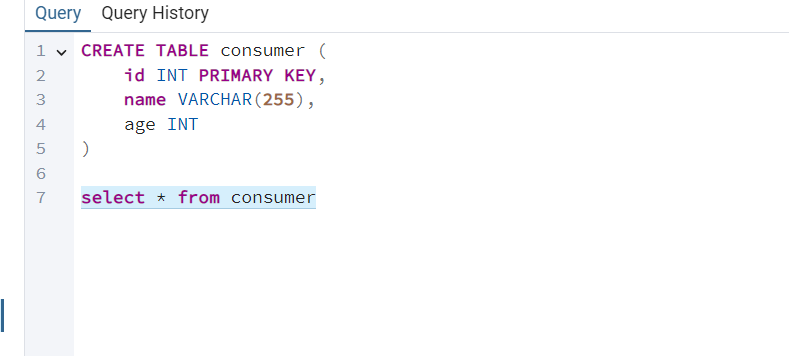 Query Query History
1 CREATE TABLE consumer (
2 id INT PRIMARY KEY,
3 name VARCHAR(255),
4 age INT
5 )
6
7 select * from consumer